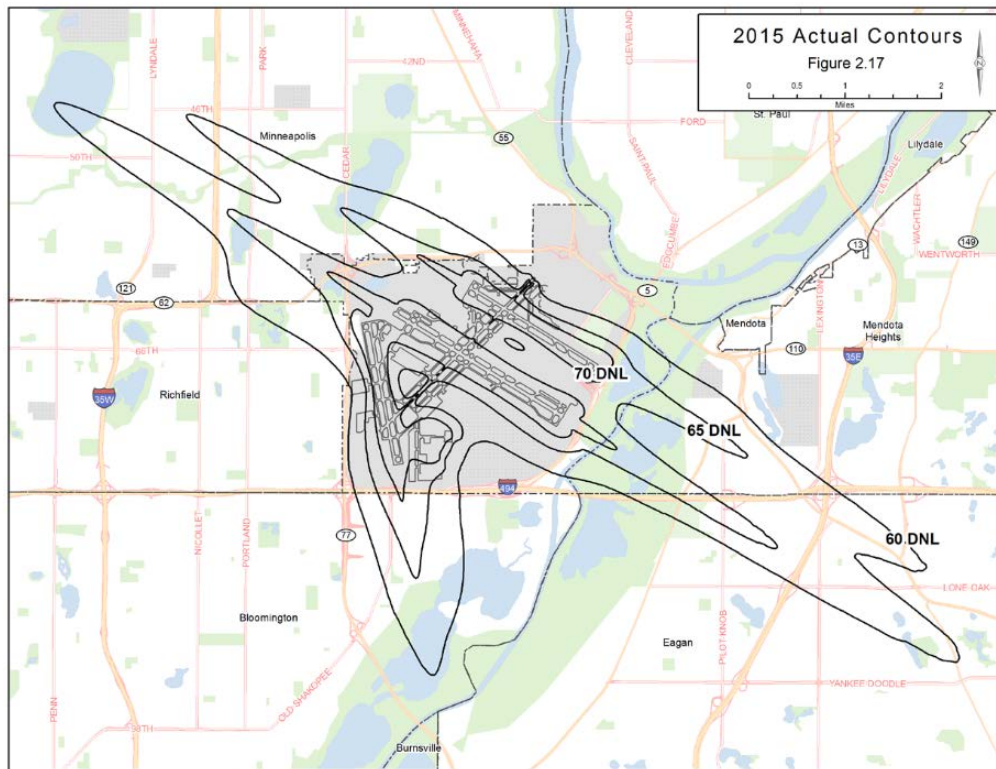 2015 Actual Contours
Figure 2.17
0 0.5 1 2
Miles
N
LYNDALE
PARK
MINNEHAHA
42ND
CLEVELAND
46TH
Minneapolis
55
FORD
St. Paul
SAINT PAUL
Lilydale
LILYDALE
50TH
CEDAR
EDGCUMBE
WACHTLER
13
149
WENTWORTH
121
62
5
LEXINGTON
Mendota
Mendota
Heights
110
35E
66TH
70 DNL
35W
Richfield
65 DNL
494
77
NICOLLET
PORTLAND
60 DNL
LONE OAK
Bloomington
PILOT KNOB
Eagan
OLD SHAKOPEE
YANKEE DOODLE
PENN
98TH
Burnsville